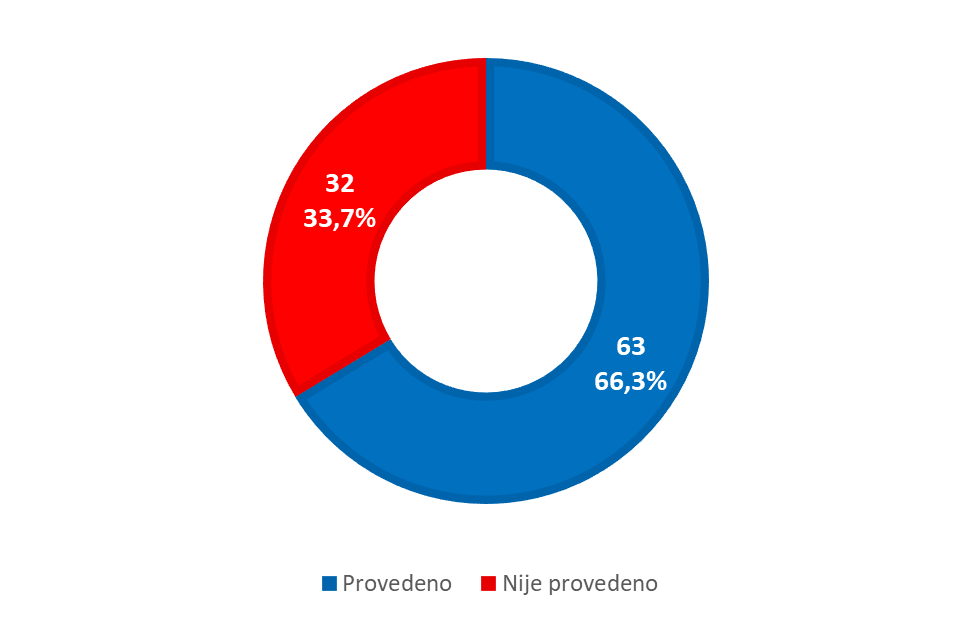 32
33,7%
63
66,3%
Provedeno
Nije provedeno